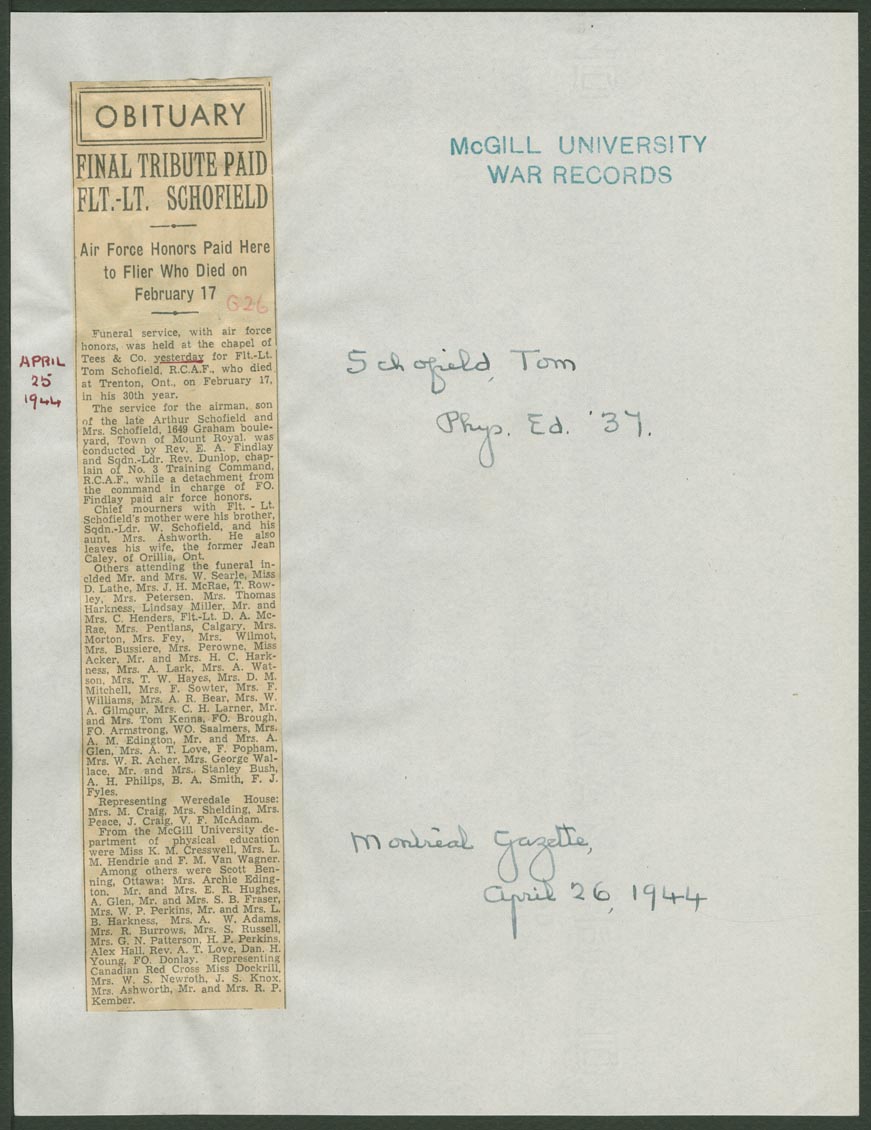 OBITUARY
FINAL TRIBUTE PAID
FLT.-LT. SCHOFIELD
Air Force Honors Paid Here
to Flier Who Died on
February 17
G26
Funeral service, with air force
honors, was held at the chapel of
Tees & Co. yesterday for Flt.-Lt.
Tom Schofield, R.C.A.F., who died
at Trenton, Ont., on February 17,
in his 30th year.
The service for the airman, son
of the late Arthur Schofield and
Mrs. Schofield, 1649 Graham boule-
yard, Town of Mount Royal. was
conducted by Rev. E. A. Findlay
and Sqdn.-Ldr. Rev. Dunlop, chap-
lain of No. 3 Training Command,
R.C.A.F., while a detachment from
the command in charge of FO.
Findlay paid air force honors.
Chief mourners with Flt. - Lt.
Schofield's mother were his brother,
Sqdn.-Ldr. W. Schofield, and his
aunt, Mrs. Ashworth. He also
leaves his wife, the former Jean
Caley, of Orillia, Ont.
Others attending the funeral in-
clded Mr. and Mrs. W. Searle, Miss
D. Lathe, Mrs. J. H. McRae, T. Row-
ley, Mrs. Petersen, Mrs. Thomas
Harkness, Lindsay Miller, Mr. and
Mrs. C. Henders, Flt.-Lt. D. A. Mc-
Rae, Mrs. Pentlans, Calgary, Mrs.
Morton, Mrs. Fey, Mrs. Wilmot,
Mrs. Bussiere, Mrs. Perowne, Miss
Acker, Mr. and Mrs. H. C. Hark-
ness, Mrs. A. Lark, Mrs. A. Wat-
son, Mrs. T. W. Hayes, Mrs. D. M.
Mitchell, Mrs. F. Sowter, Mrs. F.
Williams, Mrs. A. R. Bear, Mrs. W.
A. Gilmour, Mrs. C. H. Larner, Mr.
and Mrs. Tom Kenna, FO. Brough,
FO. Armstrong, WO. Saalmers, Mrs.
A. M. Edington, Mr. and Mrs. A.
Glen, Mrs. A. T. Love, F. Popham,
Mrs. W. R. Acher, Mrs. George Wal-
lace, Mr. and Mrs. Stanley Bush,
A. H. Philips, B. A. Smith, F. J.
Fyles.
Representing Weredale House:
Mrs. M. Craig, Mrs. Shelding, Mrs.
Peace, J. Craig, V. F. McAdam.
From the McGill University de-
partment of physical education
were Miss K. M. Cresswell, Mrs. L.
M. Hendrie and F. M. Van Wagner.
Among others were Scott Ben-
ning, Ottawa; Mrs. Archie Eding-
ton. Mr. and Mrs. E. R. Hughes,
A. Glen, Mr. and Mrs. S. B. Fraser,
Mrs. W. P. Perkins, Mr. and Mrs. L.
B. Harkness, Mrs. A. W. Adams,
Mrs. R. Burrows, Mrs. S. Russell,
Mrs. G. N. Patterson, H. P. Perkins,
Alex Hall, Rev. A. T. Love, Dan. H.
Young, FO. Donlay. Representing
Canadian Red Cross Miss Dockrill,
Mrs. W. S. Newroth, J. S. Knox,
Mrs. Ashworth, Mr. and Mrs. R. P.
Kember.
APRIL
25
1944
McGILL UNIVERSITY
WAR RECORDS
Schofield, Tom
Phys. Ed. '37.
Montreal Gazette,
April 26, 1944